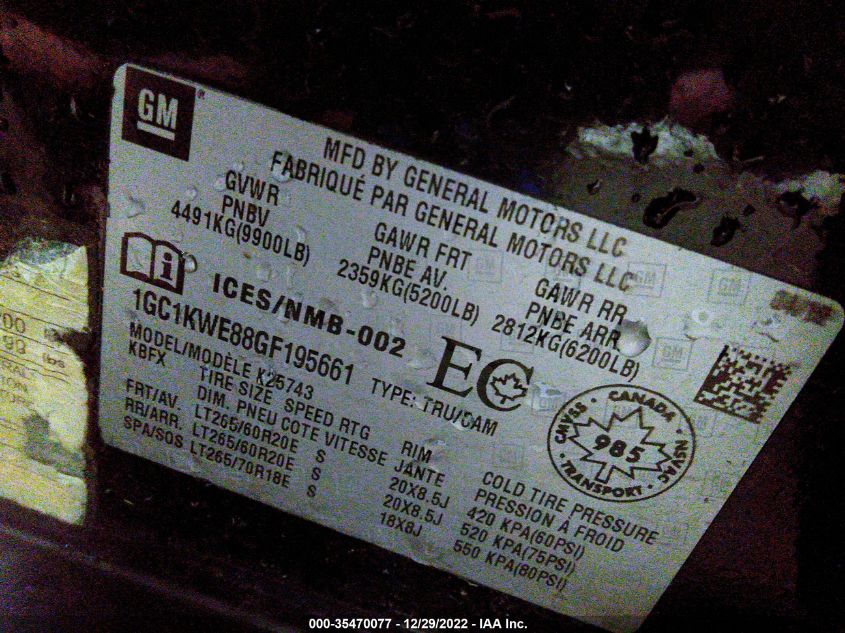 GM
MFD BY GENERAL MOTORS LLC
FABRIQUÉ PAR GENERAL MOTORS LLC
GVWR
PNBV
4491KG(9900LB)
GAWR FRT
PNBE AV.
2359KG(5200LB)
GAWR RR
PNBE ARR
2812KG(6200LB)
i ICES/NMB-002
1GC1KWE88GF195661
EC
MODEL/MODÈLE K25743 TYPE: TRU/CAM
KBFX
CMVSS · CANADA · NSVAC · TRANSPORT
985
TIRE SIZE SPEED RTG RIM COLD TIRE PRESSURE
DIM. PNEU COTE VITESSE JANTE PRESSION À FROID
FRT/AV. LT265/60R20E S 20X8.5J 420 KPA(60PSI)
RR/ARR. LT265/60R20E S 20X8.5J 520 KPA(75PSI)
SPA/SOS LT265/70R18E S 18X8J 550 KPA(80PSI)
lbs
000-35470077 - 12/29/2022 - IAA Inc.